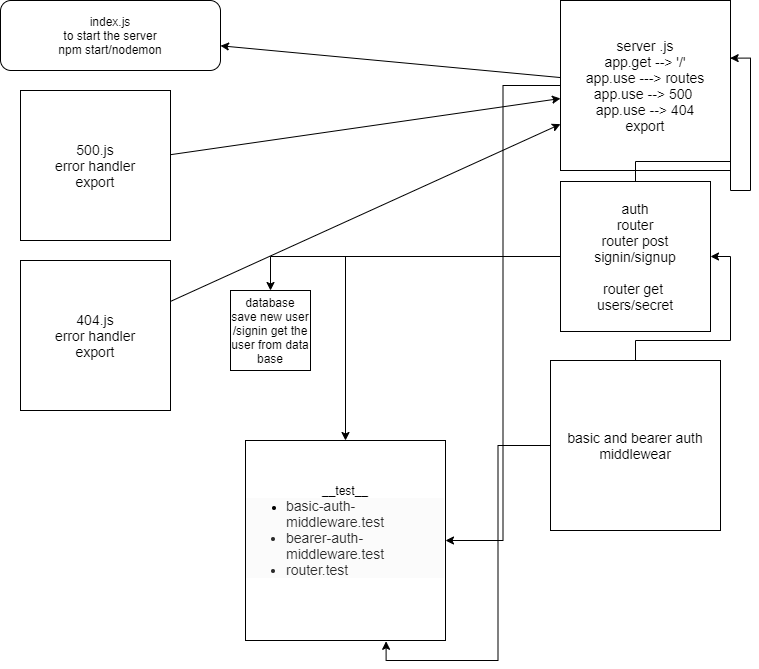 index.js
to start the server
npm start/nodemon
server .js
app.get --> '/'
app.use ---> routes
app.use --> 500
app.use --> 404
export
500.js
error handler
export
auth
router
router post
signin/signup
router get
users/secret
404.js
error handler
export
database
save new user
/signin get the
user from data
base
basic and bearer auth
middlewear
__test__
• basic-auth-
middleware.test
• bearer-auth-
middleware.test
• router.test